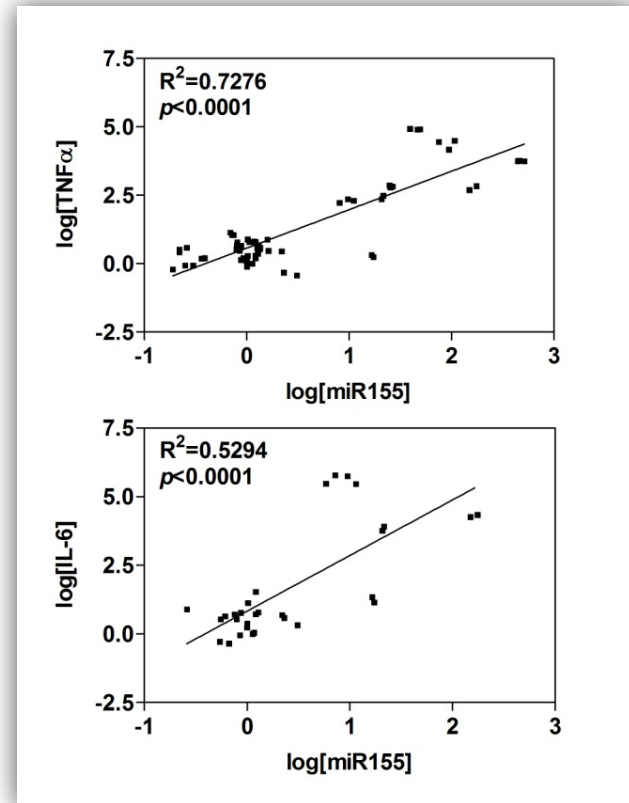 7.5
R²=0.7276
p<0.0001
5.0
log[TNFα]
2.5
0.0
-2.5
-1 0 1 2 3
log[miR155]
7.5
R²=0.5294
p<0.0001
5.0
log[IL-6]
2.5
0.0
-2.5
-1 0 1 2 3
log[miR155]